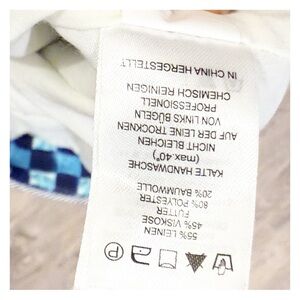 55% LEINEN
45% VISKOSE
FUTTER
80% POLYESTER
20% BAUMWOLLE
KALTE HANDWÄSCHE
(max.40°)
NICHT BLEICHEN
AUF DER LEINE TROCKNEN
VON LINKS BÜGELN
PROFESSIONELL
CHEMISCH REINIGEN
IN CHINA HERGESTELLT